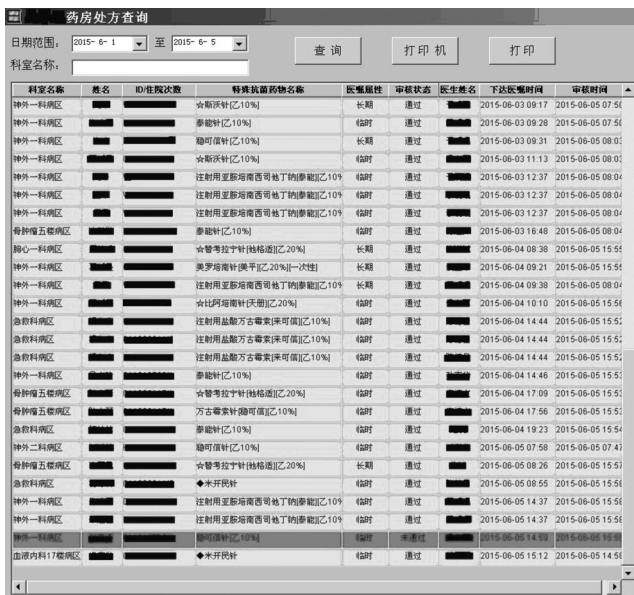 药房处方查询
日期范围: 2015- 6- 1 至 2015- 6- 5 查询 打印机 打印
科室名称:
科室名称 姓名 ID/住院次数 特殊抗菌药物名称 医嘱属性 审核状态 医生姓名 下达医嘱时间 审核时间
神外一科病区 ☆斯沃针[乙10%] 长期 通过 2015-06-03 09:17 2015-06-05 07:50
神外一科病区 泰能针[乙10%] 临时 通过 2015-06-03 09:28 2015-06-05 07:50
神外一科病区 稳可信针[乙10%] 长期 通过 2015-06-03 09:31 2015-06-05 08:03
神外一科病区 ☆斯沃针[乙10%] 临时 通过 2015-06-03 11:13 2015-06-05 08:03
神外一科病区 注射用亚胺培南西司他丁钠[泰能][乙10% 临时 通过 2015-06-03 12:37 2015-06-05 08:04
神外一科病区 注射用亚胺培南西司他丁钠[泰能][乙10% 临时 通过 2015-06-03 12:37 2015-06-05 08:04
神外一科病区 注射用亚胺培南西司他丁钠[泰能][乙10% 临时 通过 2015-06-03 12:37 2015-06-05 08:04
骨肿瘤五楼病区 泰能针[乙10%] 临时 通过 2015-06-03 16:48 2015-06-05 08:04
胸心一科病区 ☆替考拉宁针[他格适][乙20%] 长期 通过 2015-06-04 08:38 2015-06-05 15:55
神外一科病区 美罗培南针[美平][乙20%][一次性] 长期 通过 2015-06-04 09:21 2015-06-05 15:55
神外一科病区 注射用亚胺培南西司他丁钠[泰能][乙10% 长期 通过 2015-06-04 09:38 2015-06-05 08:04
神外一科病区 ☆比阿培南针[天册][乙20%] 临时 通过 2015-06-04 10:10 2015-06-05 15:56
急救科病区 注射用盐酸万古霉素[来可信][乙10%] 临时 通过 2015-06-04 14:44 2015-06-05 15:52
急救科病区 注射用盐酸万古霉素[来可信][乙10%] 临时 通过 2015-06-04 14:44 2015-06-05 15:52
急救科病区 注射用盐酸万古霉素[来可信][乙10%] 临时 通过 2015-06-04 14:44 2015-06-05 15:52
神外一科病区 泰能针[乙10%] 临时 通过 2015-06-04 14:46 2015-06-05 15:53
骨肿瘤五楼病区 ☆替考拉宁针[他格适][乙20%] 临时 通过 2015-06-04 17:09 2015-06-05 15:53
骨肿瘤五楼病区 万古霉素针[稳可信][乙10%] 临时 通过 2015-06-04 17:56 2015-06-05 15:53
急救科病区 泰能针[乙10%] 临时 通过 2015-06-04 19:23 2015-06-05 15:54
神外二科病区 稳可信针[乙10%] 临时 通过 2015-06-05 07:58 2015-06-05 07:47
骨肿瘤五楼病区 ☆替考拉宁针[他格适][乙20%] 长期 通过 2015-06-05 08:26 2015-06-05 15:57
急救科病区 ◆米开民针 临时 通过 2015-06-05 08:55 2015-06-05 15:58
神外一科病区 注射用亚胺培南西司他丁钠[泰能][乙10% 临时 通过 2015-06-05 14:37 2015-06-05 15:58
神外一科病区 注射用亚胺培南西司他丁钠[泰能][乙10% 临时 通过 2015-06-05 14:37 2015-06-05 15:58
神外一科病区 稳可信针[乙10%] 临时 未通过 2015-06-05 14:59
血液内科17楼病区 ◆米开民针 临时 通过 2015-06-05 15:12 2015-06-05 14:58